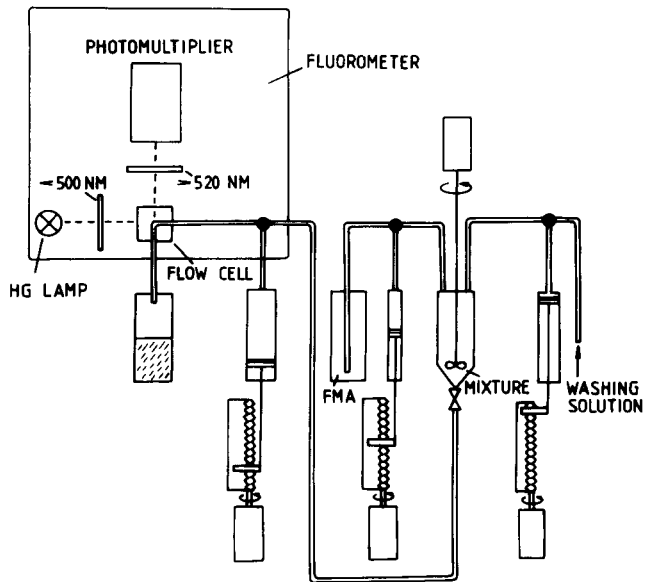 PHOTOMULTIPLIER
FLUOROMETER
<500 NM
>520 NM
HG LAMP
FLOW CELL
FMA
MIXTURE
WASHING
SOLUTION